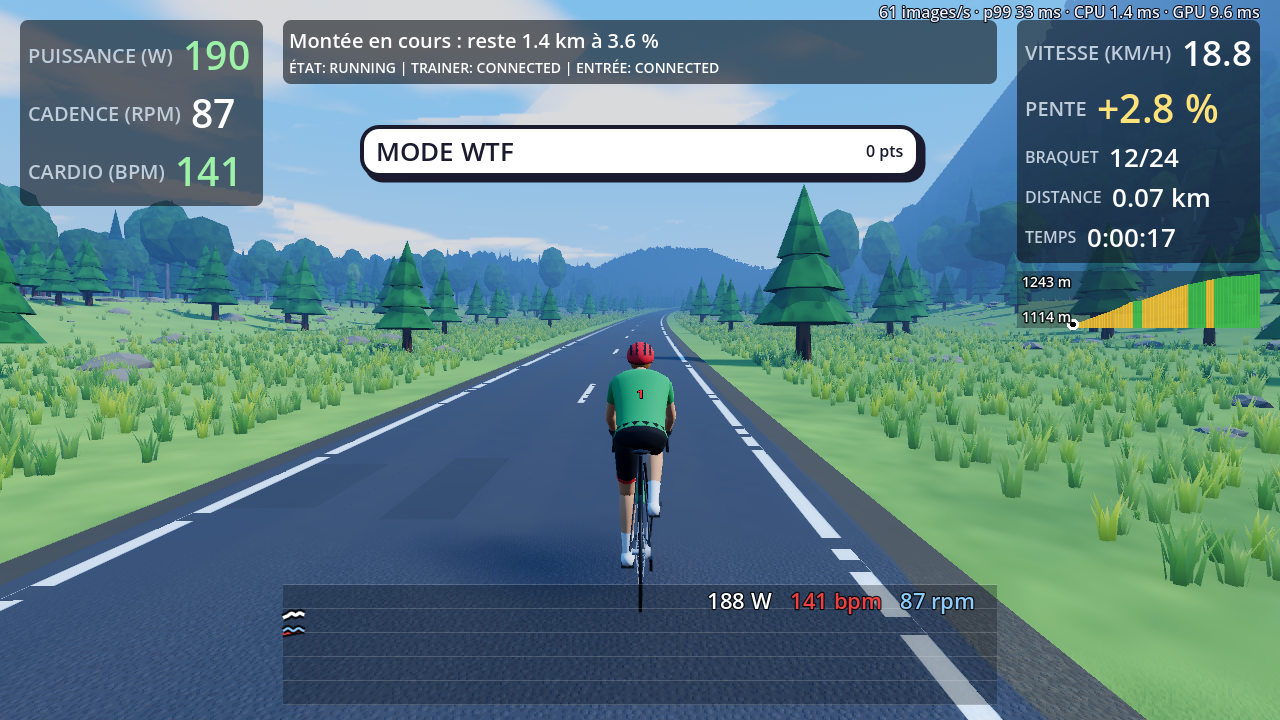 61 images/s · p99 33 ms · CPU 1.4 ms · GPU 9.6 ms
PUISSANCE (W) 190
CADENCE (RPM) 87
CARDIO (BPM) 141
Montée en cours : reste 1.4 km à 3.6 %
ÉTAT: RUNNING | TRAINER: CONNECTED | ENTRÉE: CONNECTED
MODE WTF 0 pts
VITESSE (KM/H) 18.8
PENTE +2.8 %
BRAQUET 12/24
DISTANCE 0.07 km
TEMPS 0:00:17
1243 m
1114 m
1
188 W 141 bpm 87 rpm